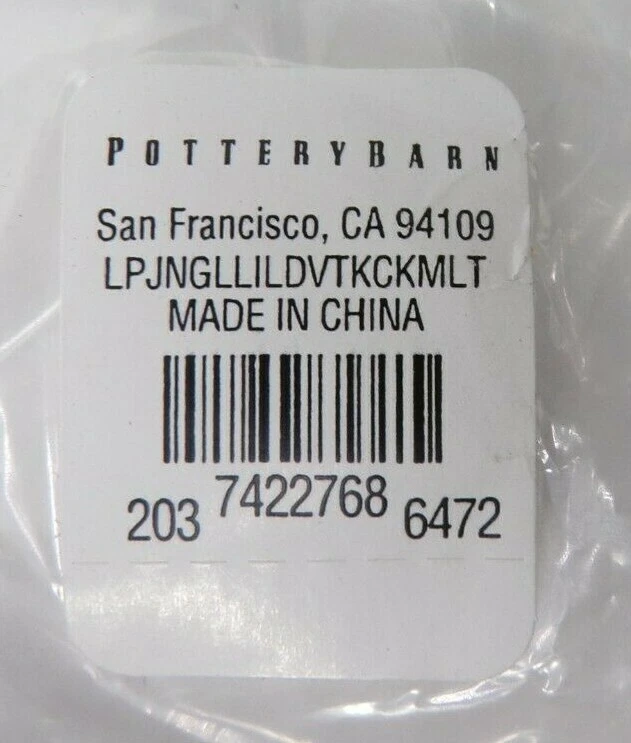 POTTERYBARN
San Francisco, CA 94109
LPJNGLLILDVTKCKMLT
MADE IN CHINA
203 7422768 6472